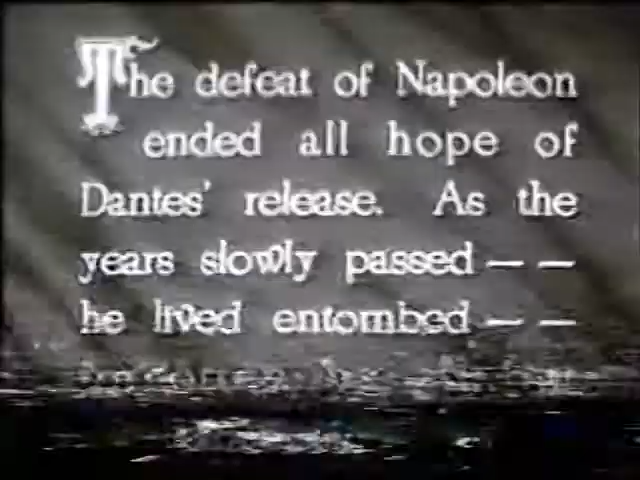 The defeat of Napoleon
ended all hope of
Dantes' release. As the
years slowly passed — —
he lived entombed — —